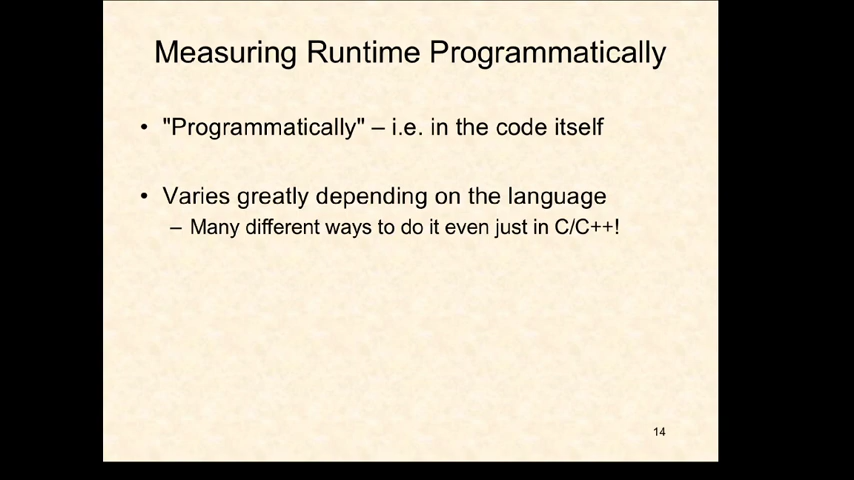 Measuring Runtime Programmatically
• "Programmatically" – i.e. in the code itself
• Varies greatly depending on the language
– Many different ways to do it even just in C/C++!
14